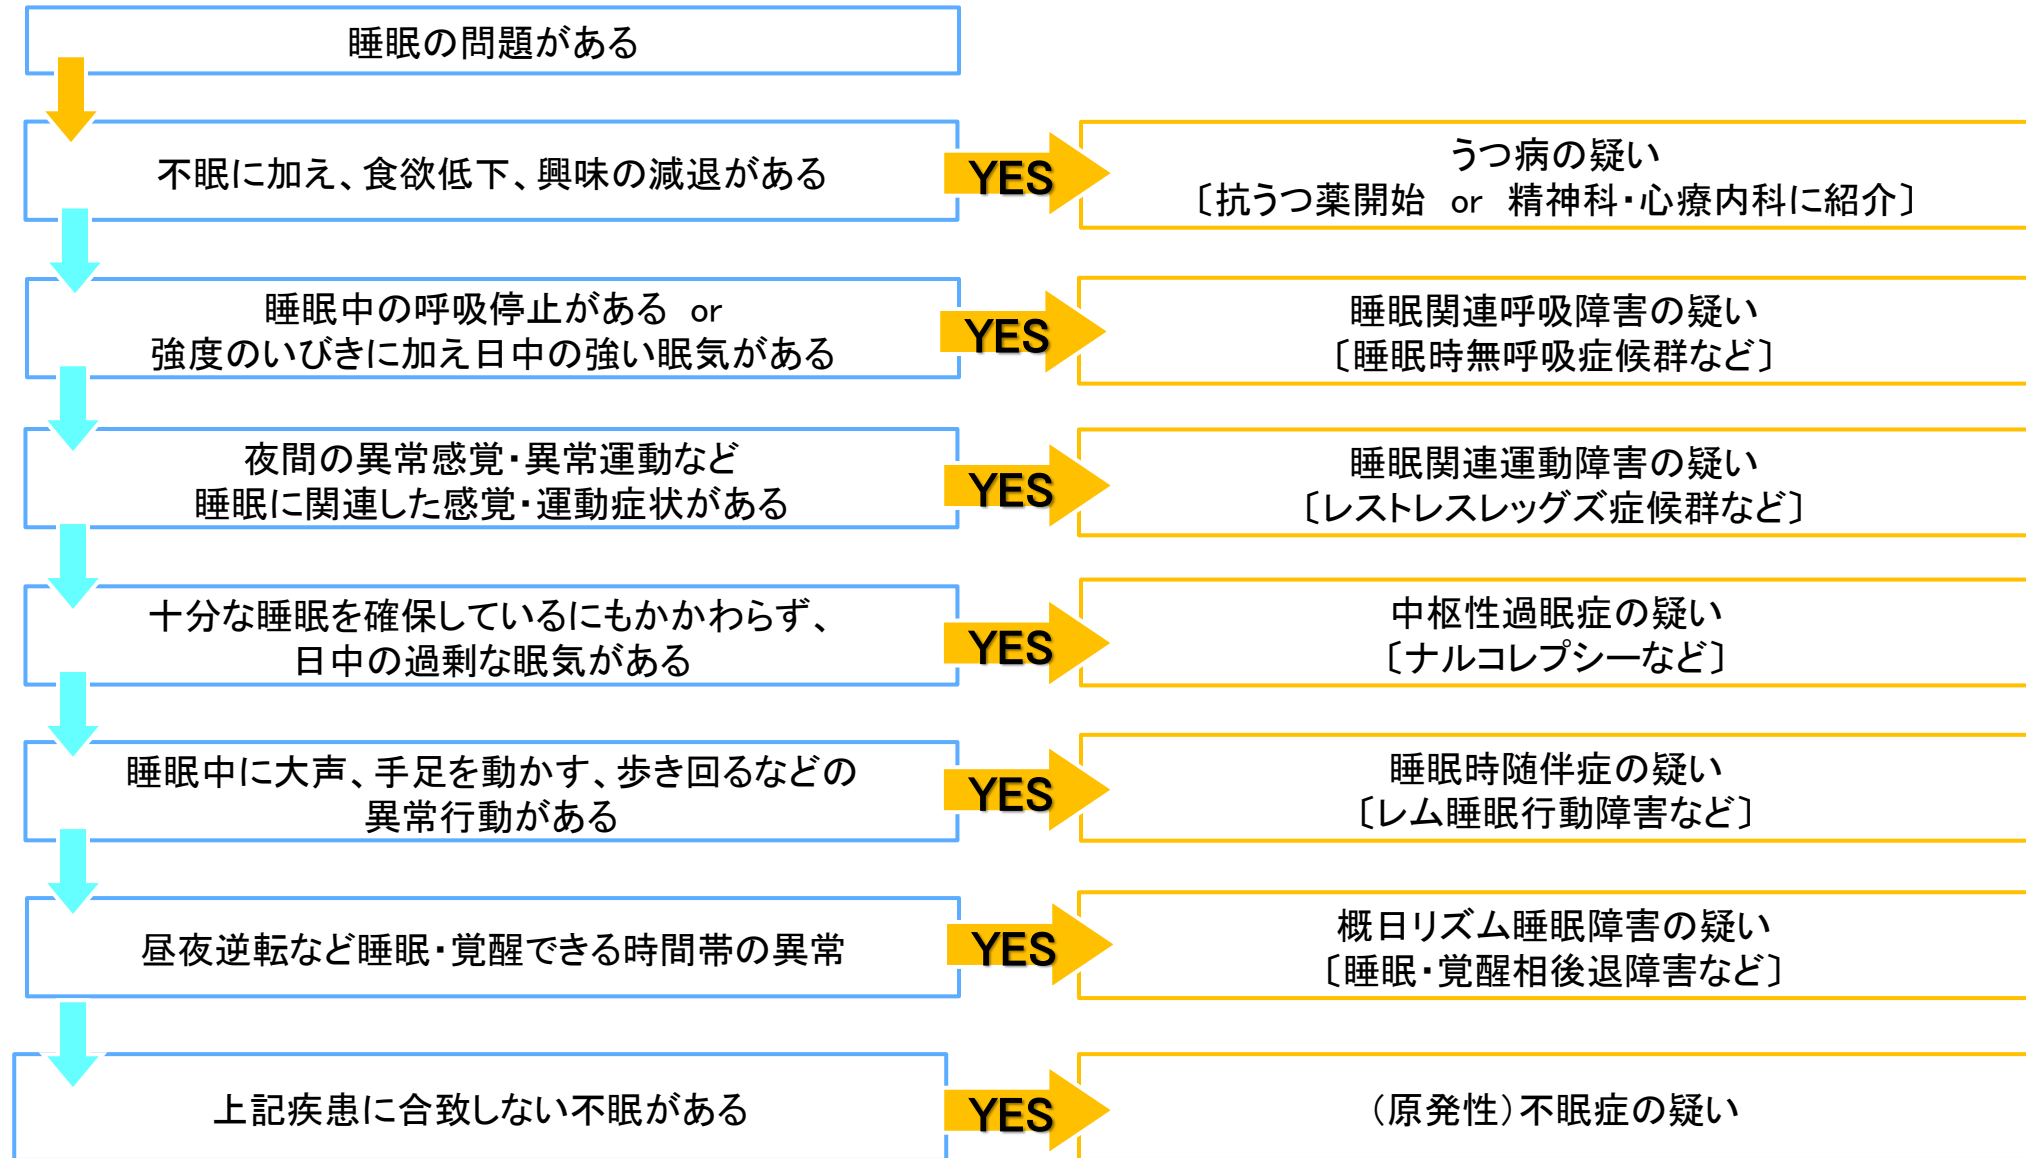 睡眠の問題がある
不眠に加え、食欲低下、興味の減退がある
YES
うつ病の疑い
〔抗うつ薬開始 or 精神科・心療内科に紹介〕
睡眠中の呼吸停止がある or
強度のいびきに加え日中の強い眠気がある
YES
睡眠関連呼吸障害の疑い
〔睡眠時無呼吸症候群など〕
夜間の異常感覚・異常運動など
睡眠に関連した感覚・運動症状がある
YES
睡眠関連運動障害の疑い
〔レストレスレッグズ症候群など〕
十分な睡眠を確保しているにもかかわらず、
日中の過剰な眠気がある
YES
中枢性過眠症の疑い
〔ナルコレプシーなど〕
睡眠中に大声、手足を動かす、歩き回るなどの
異常行動がある
YES
睡眠時随伴症の疑い
〔レム睡眠行動障害など〕
昼夜逆転など睡眠・覚醒できる時間帯の異常
YES
概日リズム睡眠障害の疑い
〔睡眠・覚醒相後退障害など〕
上記疾患に合致しない不眠がある
YES
（原発性）不眠症の疑い